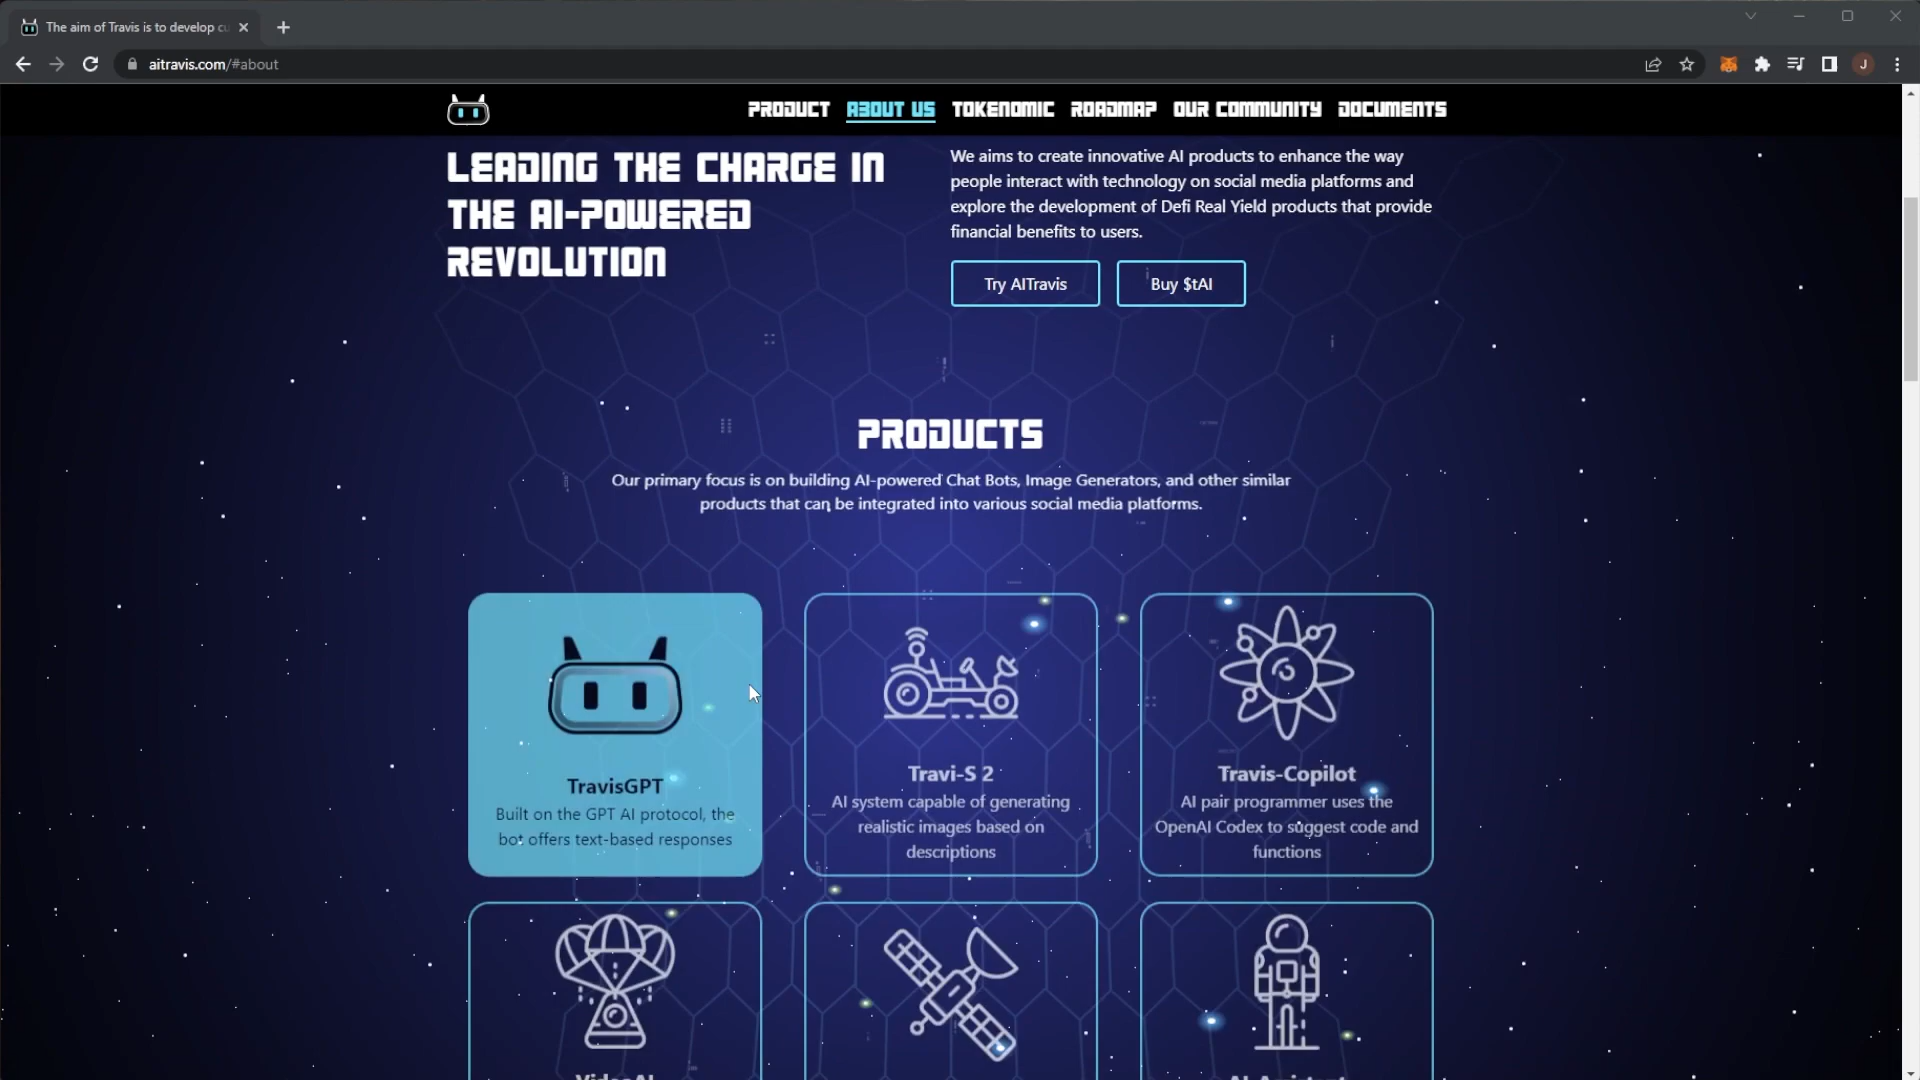 The aim of Travis is to develop cu
aitravis.com/#about
J
PRODUCT ABOUT US TOKENOMIC ROADMAP OUR COMMUNITY DOCUMENTS
LEADING THE CHARGE IN
THE AI-POWERED
REVOLUTION
We aims to create innovative AI products to enhance the way
people interact with technology on social media platforms and
explore the development of Defi Real Yield products that provide
financial benefits to users.
Try AITravis
Buy $tAI
PRODUCTS
Our primary focus is on building AI-powered Chat Bots, Image Generators, and other similar
products that can be integrated into various social media platforms.
TravisGPT
Built on the GPT AI protocol, the
bot offers text-based responses
Travi-S 2
AI system capable of generating
realistic images based on
descriptions
Travis-Copilot
AI pair programmer uses the
OpenAI Codex to suggest code and
functions
VideoAI
AI Assistant